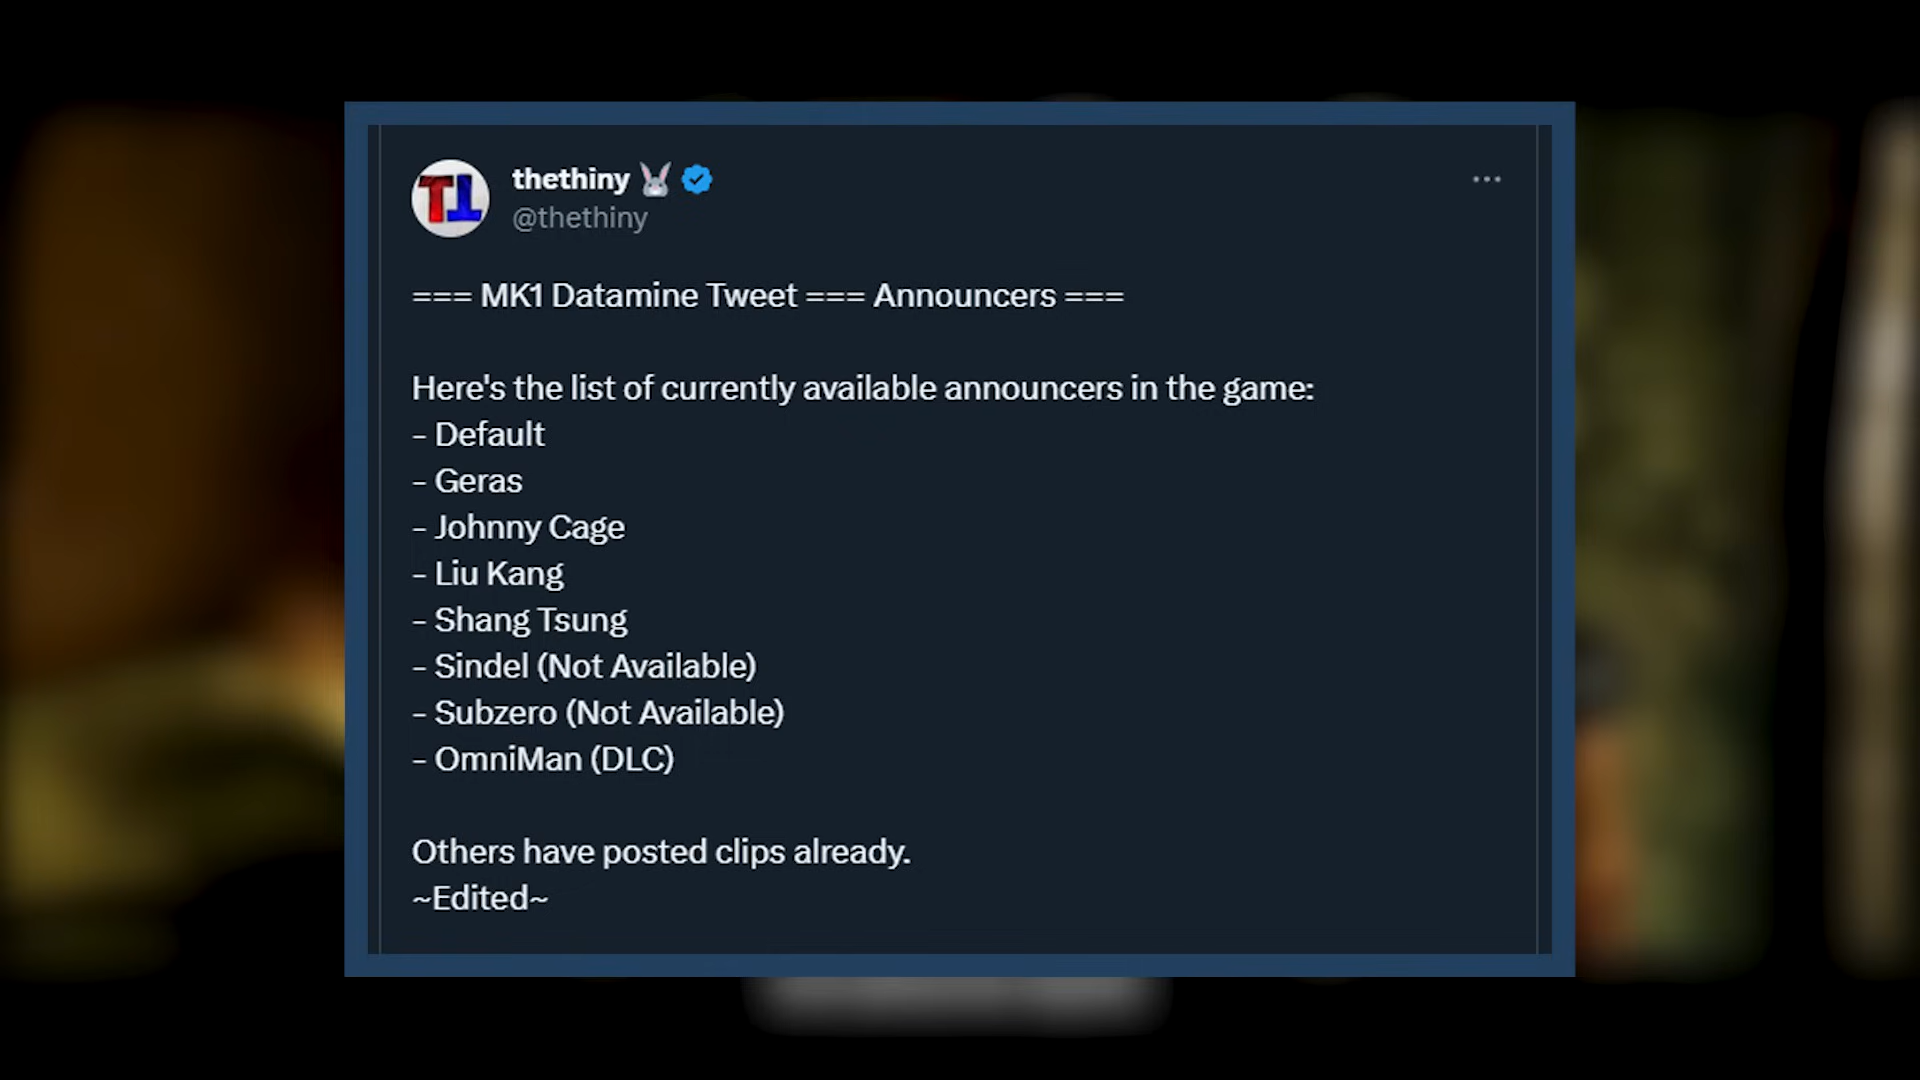 TT
thethiny
@thethiny
=== MK1 Datamine Tweet === Announcers ===
Here's the list of currently available announcers in the game:
- Default
- Geras
- Johnny Cage
- Liu Kang
- Shang Tsung
- Sindel (Not Available)
- Subzero (Not Available)
- OmniMan (DLC)
Others have posted clips already.
~Edited~